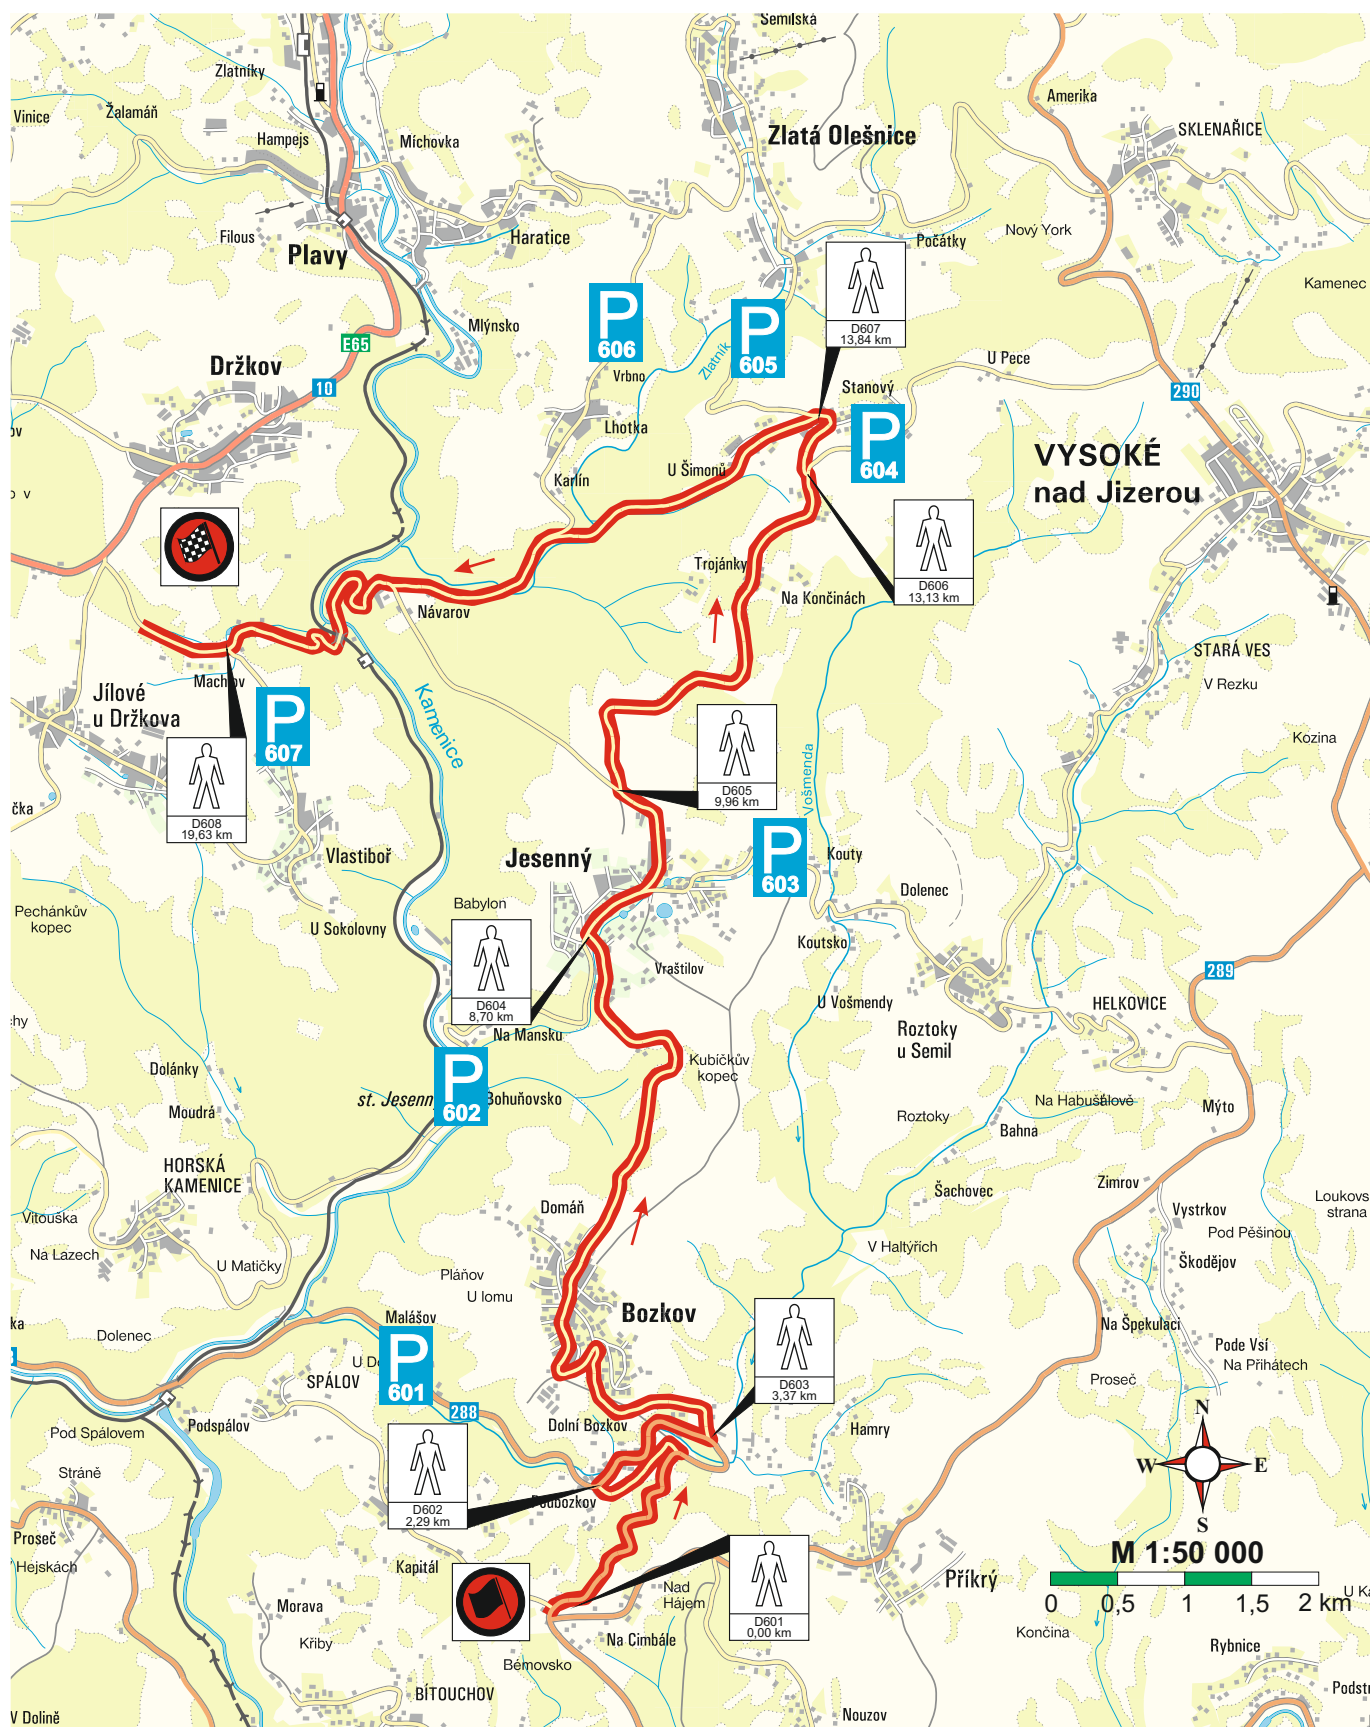 Semilská
Zlatníky
Vinice
Žalamáň
Amerika
Hampejs
Míchovka
Zlatá Olešnice
SKLENAŘICE
Filous
Plavy
Haratice
Počátky
Nový York
Kamenec
P
606
P
605
D607
13,84 km
Mlýnsko
E65
Zlatník
Držkov
10
Vrbno
U Pece
Stanový
290
Lhotka
P
604
U Šimonů
VYSOKÉ
nad Jizerou
Karlín
Trojánky
D606
13,13 km
Na Končinách
Návarov
STARÁ VES
V Rezku
Machlov
Jílové
u Držkova
P
607
Kamenice
Kozina
D605
9,96 km
Vošmenda
D608
19,63 km
Vlastiboř
Jesenný
P
603
Kouty
Dolenec
Pechánkův
kopec
U Sokolovny
Babylon
Koutsko
Vraštilov
289
D604
8,70 km
U Vošmendy
HELKOVICE
Na Mansku
Roztoky
u Semil
Dolánky
Kubíčkův
kopec
P
602
st. Jesenn
Bohuňovsko
Moudrá
Roztoky
Na Habušťalově
Mýto
Bahna
HORSKÁ
KAMENICE
Šachovec
Zimrov
Loukovs
strana
Vitouška
Domáň
Vystrkov
Pod Pěšinou
Na Lazech
U Matičky
V Haltýřích
Škodějov
Pláňov
U lomu
Bozkov
Malášov
Na Špekulaci
Dolenec
Pode Vsí
Na Přihátech
P
601
SPÁLOV
D603
3,37 km
Proseč
288
Podspálov
Dolní Bozkov
Hamry
Pod Spálovem
N
W
E
S
Stráně
D602
2,29 km
Podbozkov
Proseč
Hejskách
Kapitál
M 1:50 000
0
0,5
1
1,5
2 km
Příkrý
Nad
Hájem
D601
0,00 km
Morava
Křiby
Na Cimbále
Končina
Rybnice
Bémovsko
BÍTOUCHOV
V Dolině
Nouzov